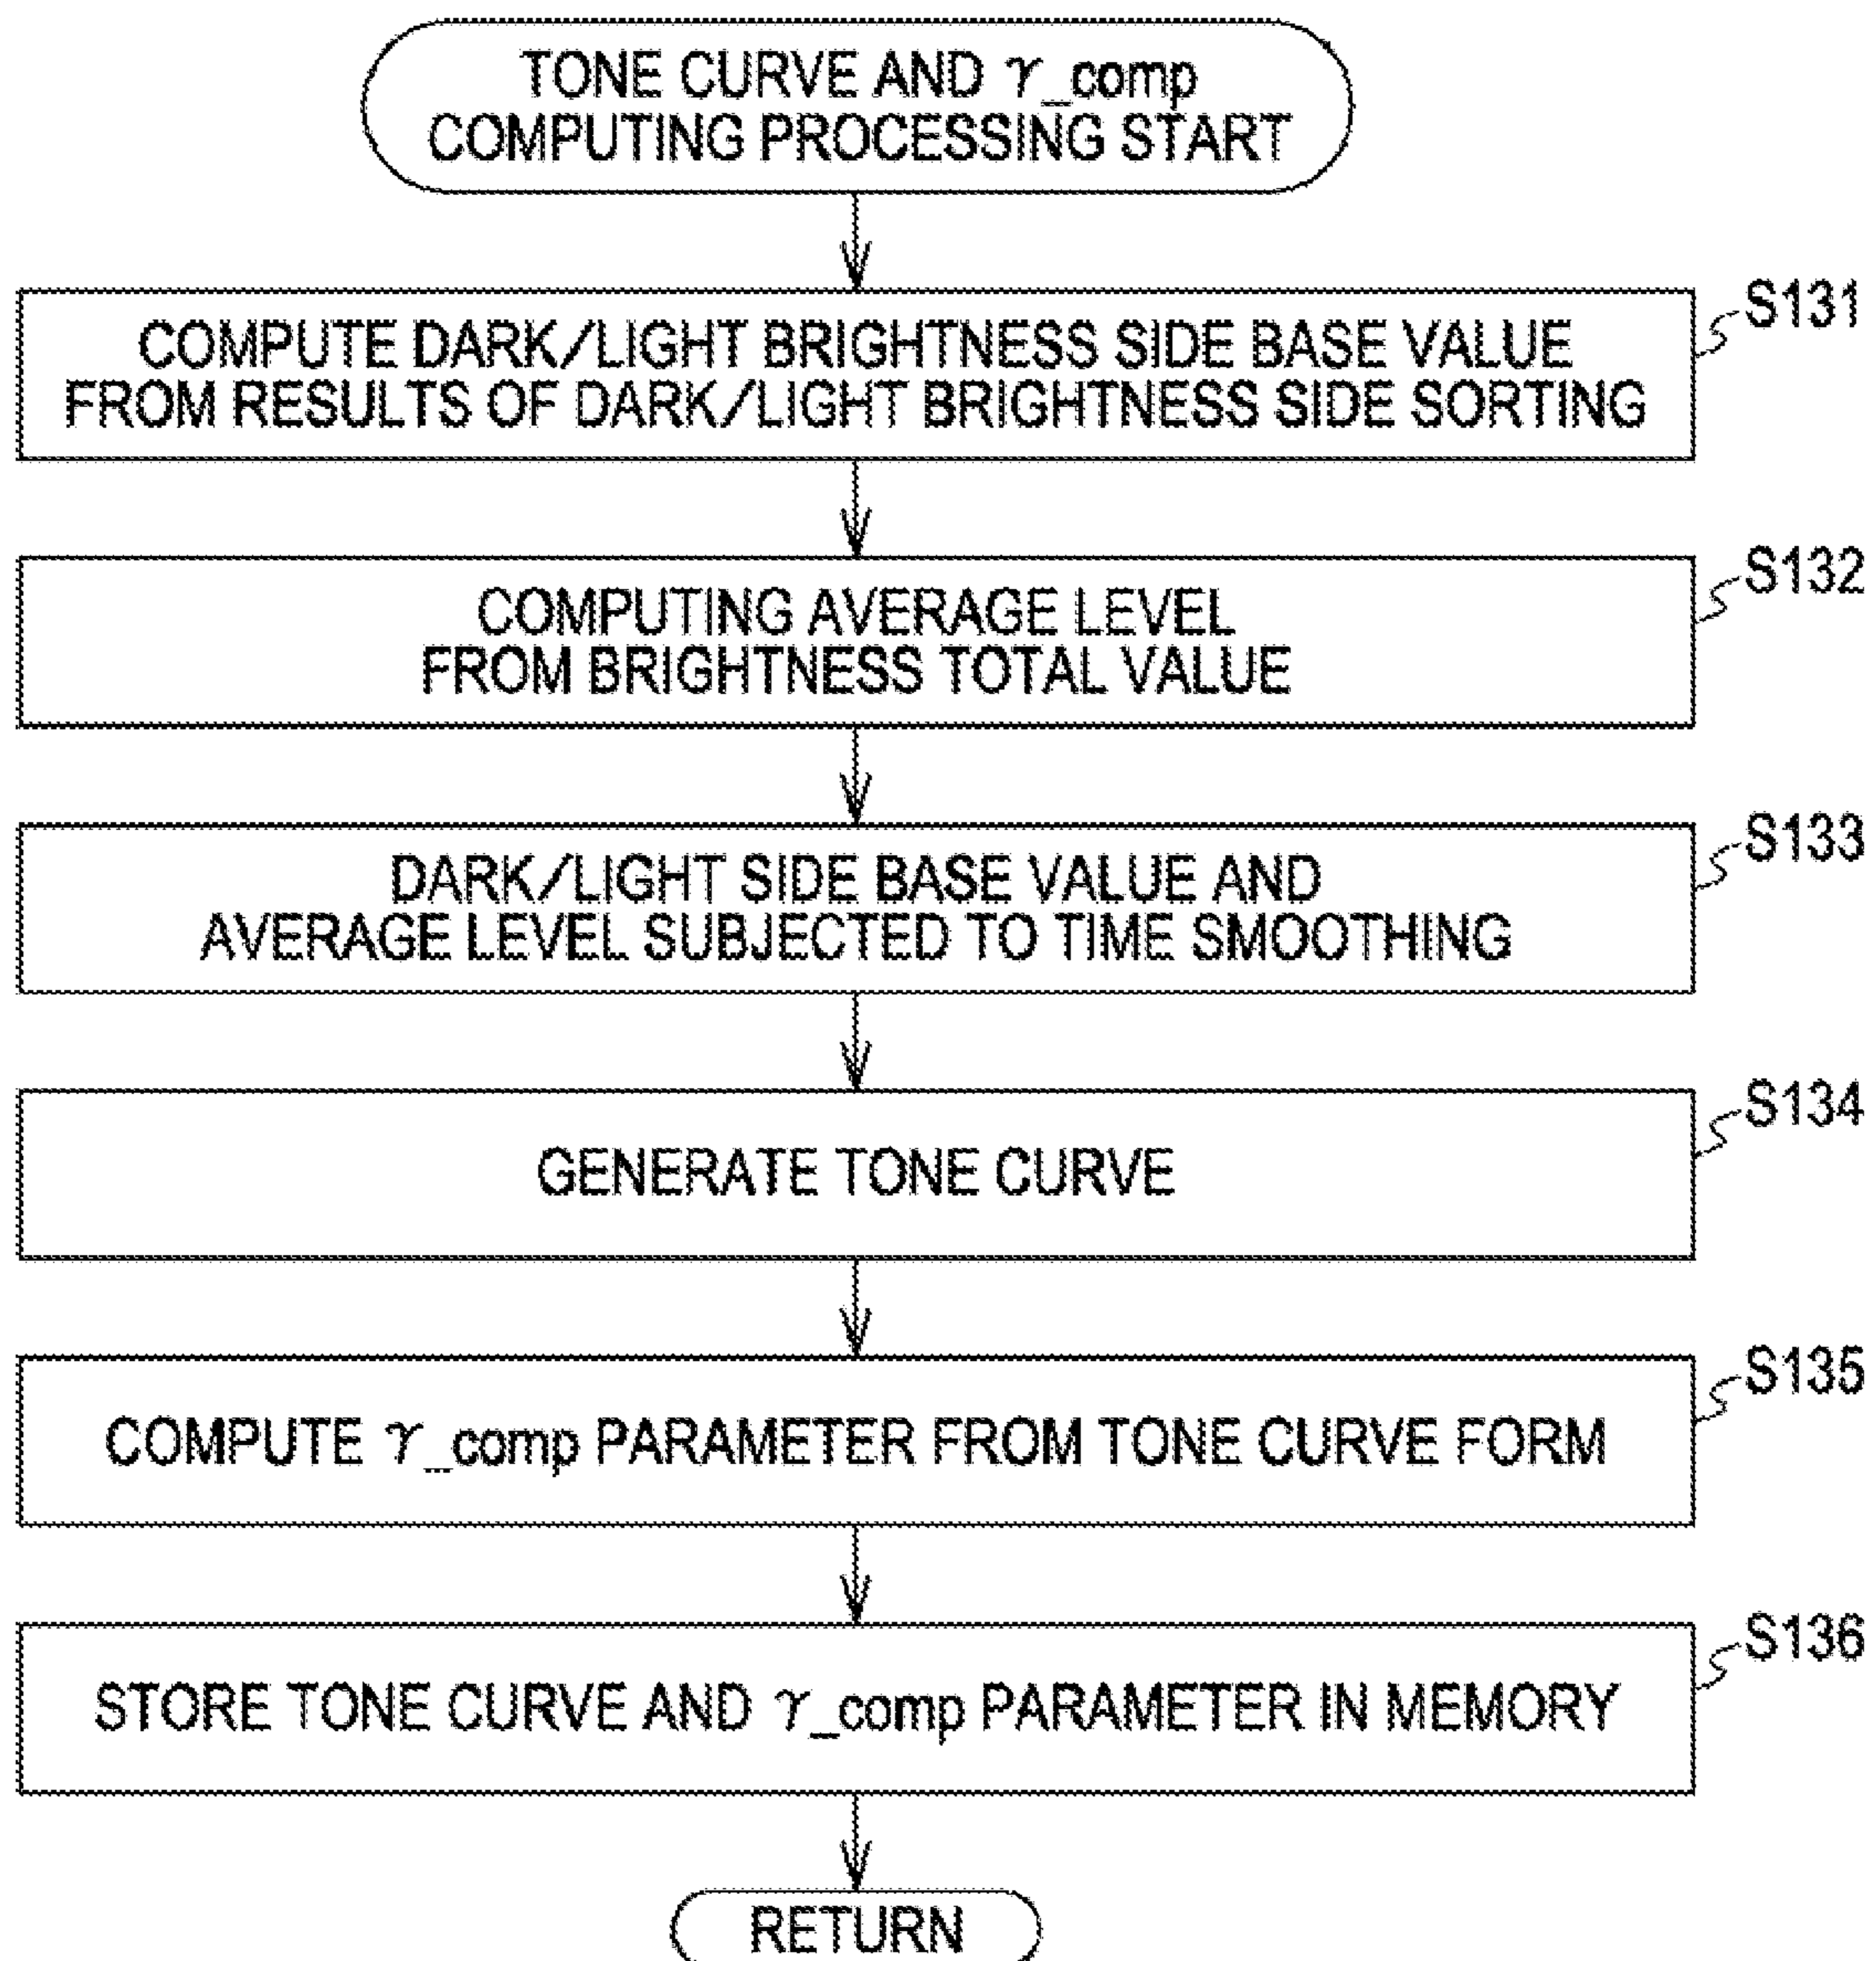 TONE CURVE AND γ_comp
COMPUTING PROCESSING START
S131
COMPUTE DARK/LIGHT BRIGHTNESS SIDE BASE VALUE
FROM RESULTS OF DARK/LIGHT BRIGHTNESS SIDE SORTING
S132
COMPUTING AVERAGE LEVEL
FROM BRIGHTNESS TOTAL VALUE
S133
DARK/LIGHT SIDE BASE VALUE AND
AVERAGE LEVEL SUBJECTED TO TIME SMOOTHING
S134
GENERATE TONE CURVE
S135
COMPUTE γ_comp PARAMETER FROM TONE CURVE FORM
S136
STORE TONE CURVE AND γ_comp PARAMETER IN MEMORY
RETURN